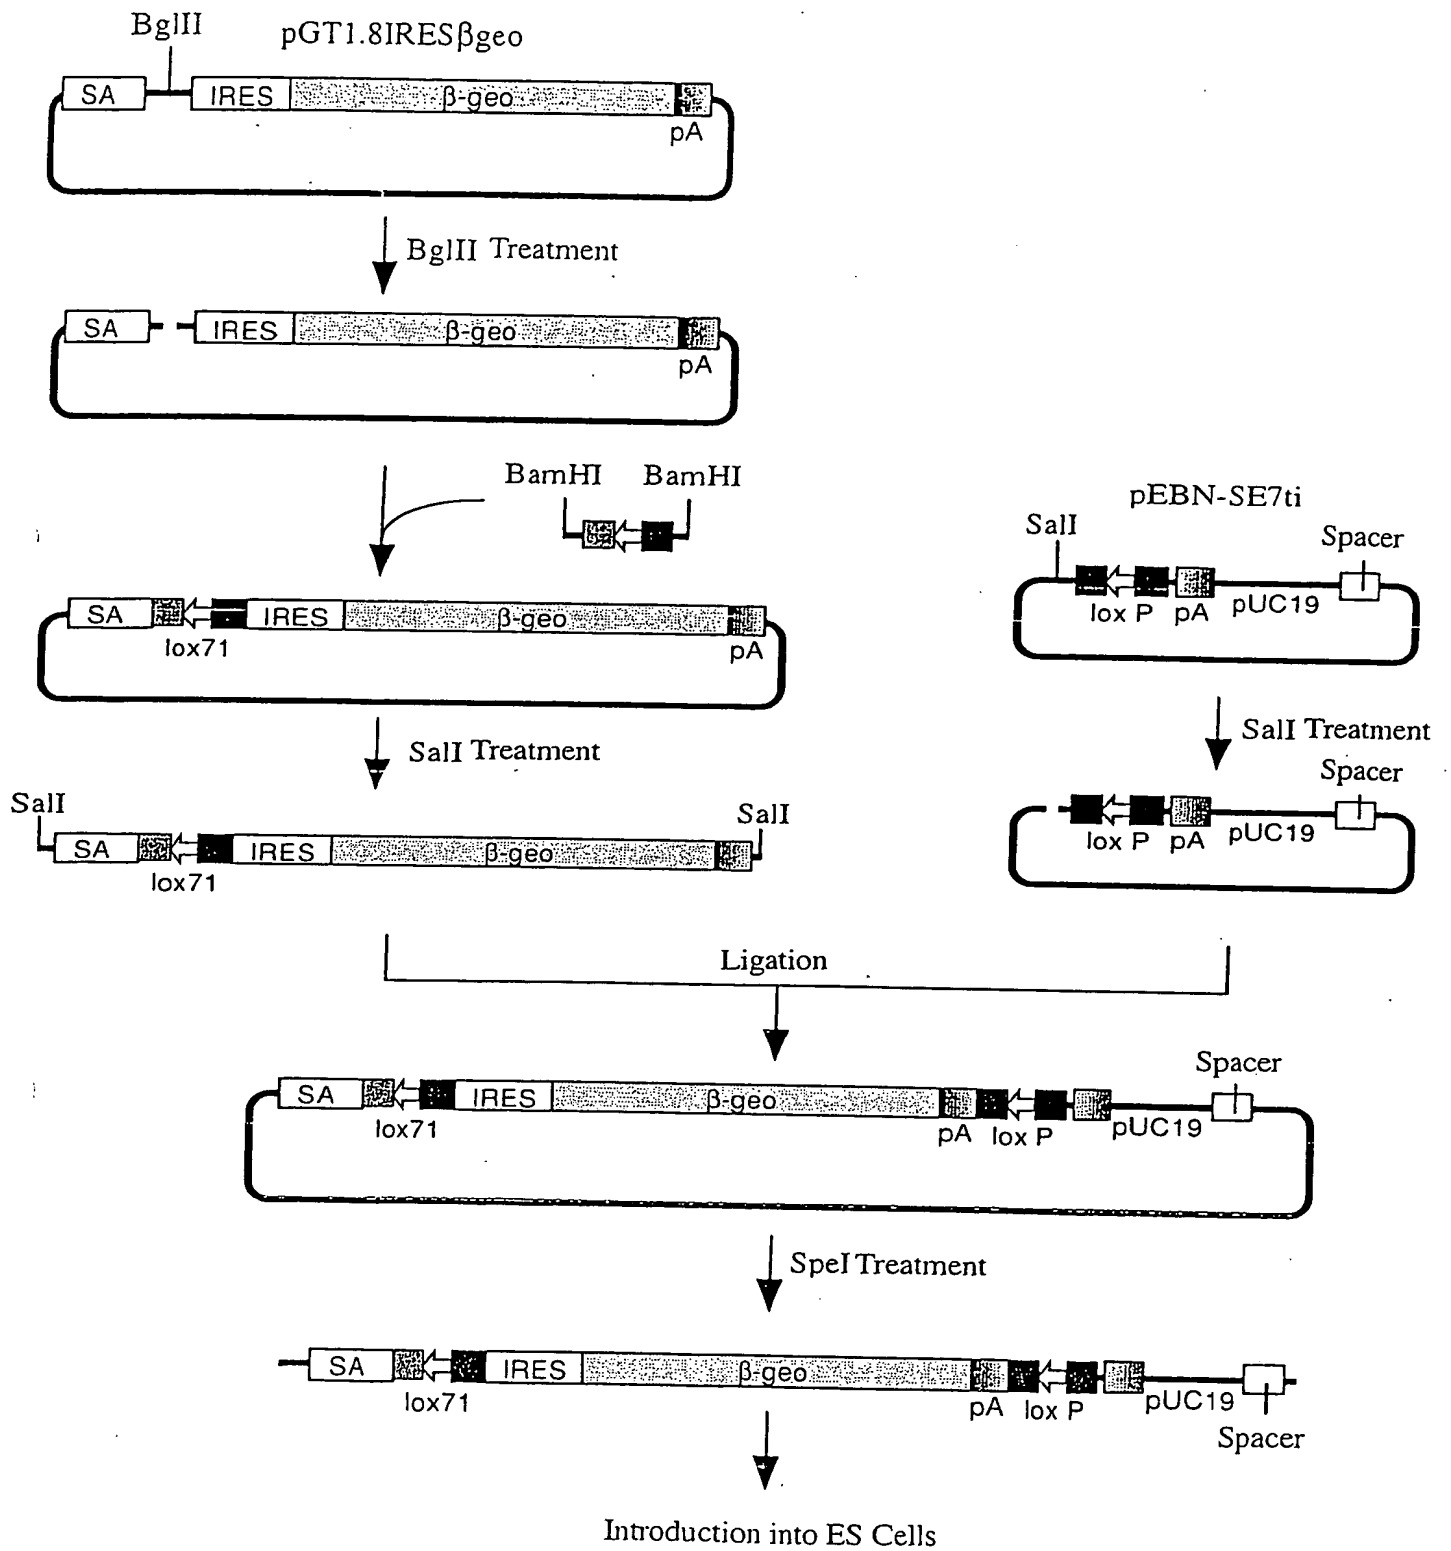 BglII
pGT1.8IRESβgeo
SA
IRES
β-geo
pA
BglII Treatment
SA
IRES
β-geo
pA
BamHI
BamHI
pEBN-SE7ti
SalI
Spacer
lox P
pA
pUC19
SA
IRES
β-geo
lox71
pA
SalI Treatment
SalI Treatment
Spacer
SalI
SalI
SA
IRES
β-geo
lox71
lox P
pA
pUC19
Ligation
Spacer
SA
IRES
β-geo
lox71
pA
lox P
pUC19
SpeI Treatment
SA
IRES
β-geo
lox71
pA
lox P
pUC19
Spacer
Introduction into ES Cells